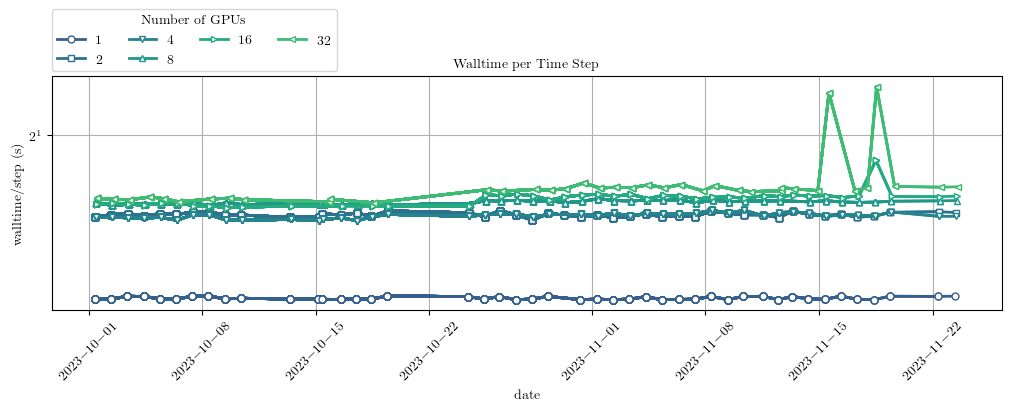 Number of GPUs
1 4 16 32
2 8
Walltime per Time Step
2^1
walltime/step (s)
2023−10−01 2023−10−08 2023−10−15 2023−10−22 2023−11−01 2023−11−08 2023−11−15 2023−11−22
date